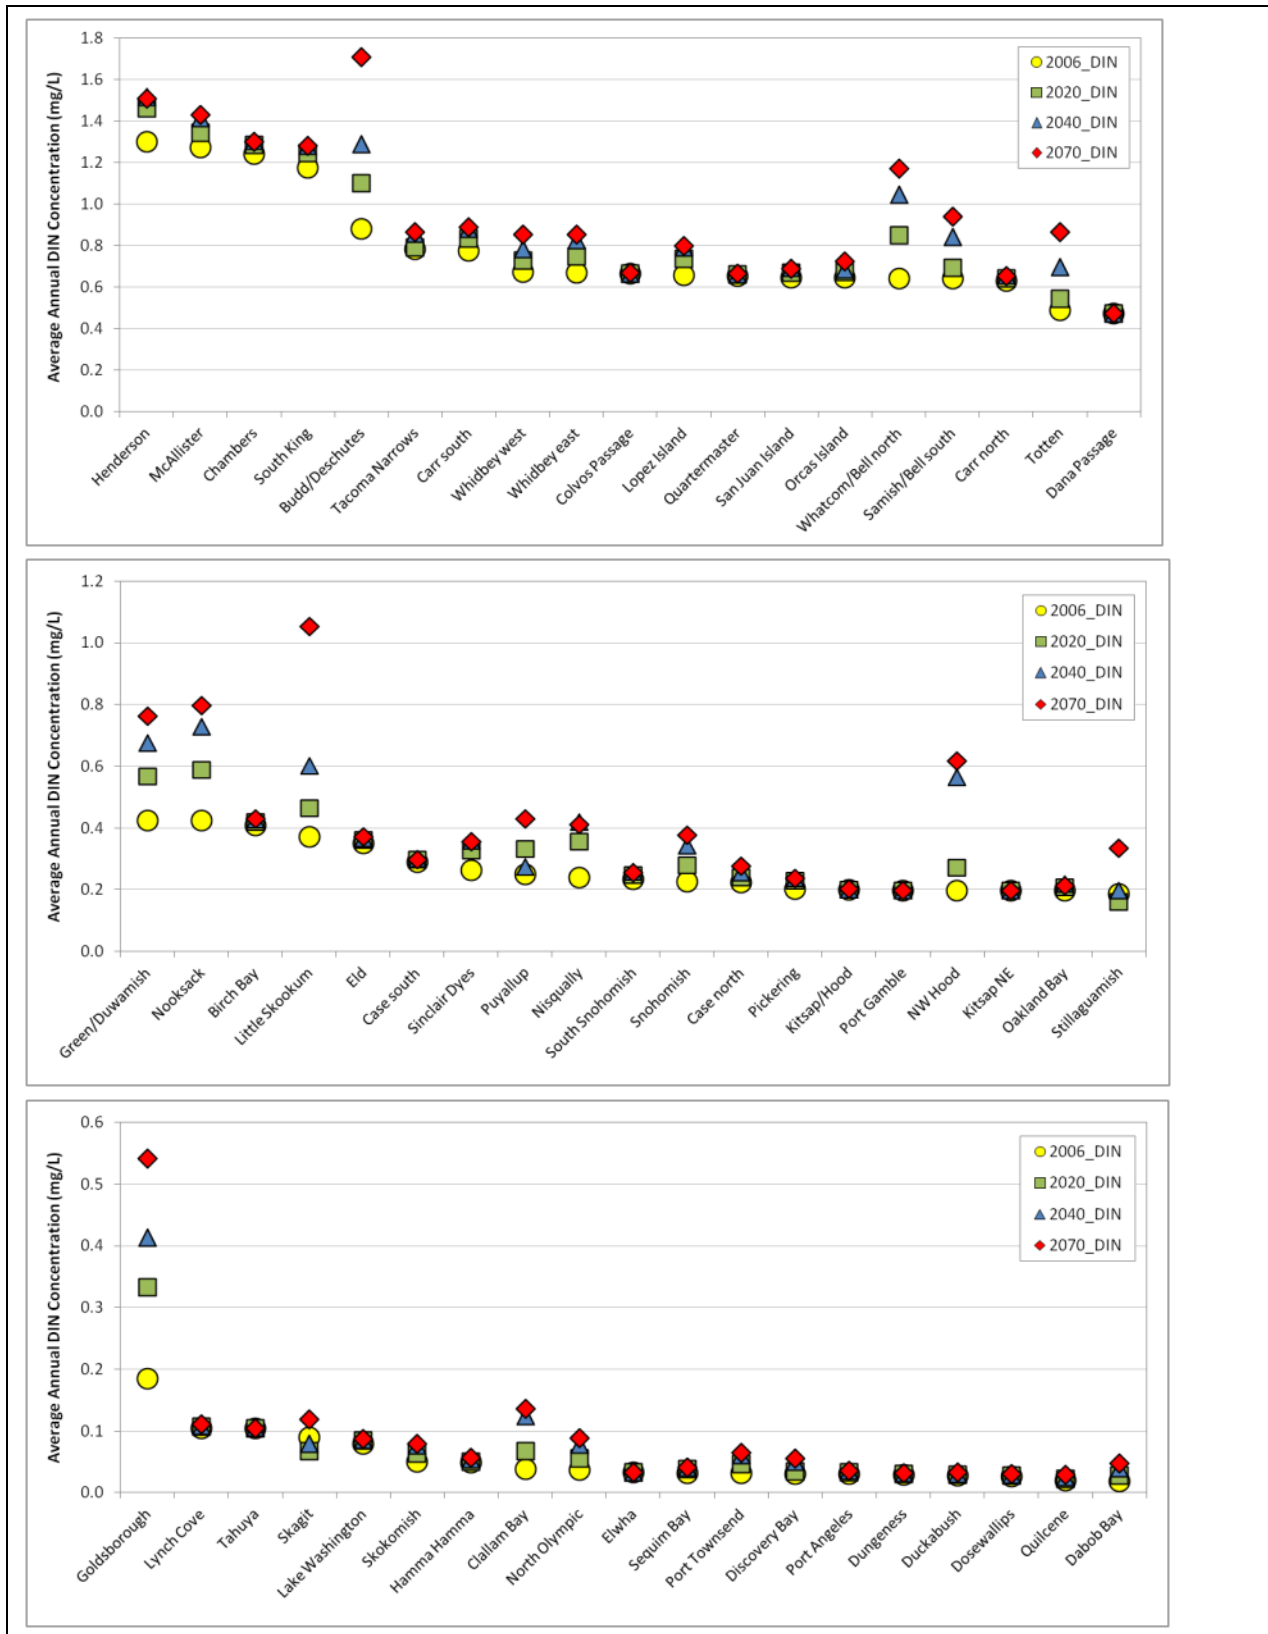 1.8
1.6
1.4
1.2
1.0
0.8
0.6
0.4
0.2
0.0
Average Annual DIN Concentration (mg/L)
2006_DIN
2020_DIN
2040_DIN
2070_DIN
Henderson
McAllister
Chambers
South King
Budd/Deschutes
Tacoma Narrows
Carr south
Whidbey west
Whidbey east
Colvos Passage
Lopez Island
Quartermaster
San Juan Island
Orcas Island
Whatcom/Bell north
Samish/Bell south
Carr north
Totten
Dana Passage
1.2
1.0
0.8
0.6
0.4
0.2
0.0
Average Annual DIN Concentration (mg/L)
2006_DIN
2020_DIN
2040_DIN
2070_DIN
Green/Duwamish
Nooksack
Birch Bay
Little Skookum
Eld
Case south
Sinclair Dyes
Puyallup
Nisqually
South Snohomish
Snohomish
Case north
Pickering
Kitsap/Hood
Port Gamble
NW Hood
Kitsap NE
Oakland Bay
Stillaguamish
0.6
0.5
0.4
0.3
0.2
0.1
0.0
Average Annual DIN Concentration (mg/L)
2006_DIN
2020_DIN
2040_DIN
2070_DIN
Goldsborough
Lynch Cove
Tahuya
Skagit
Lake Washington
Skokomish
Hamma Hamma
Clallam Bay
North Olympic
Elwha
Sequim Bay
Port Townsend
Discovery Bay
Port Angeles
Dungeness
Duckabush
Dosewallips
Quilcene
Dabob Bay